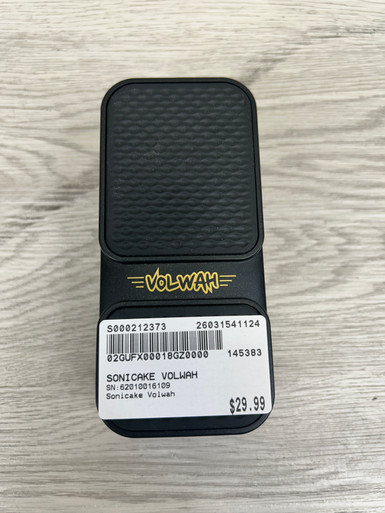 VOLWAH
S000212373 26031541124
02GUFX00018GZ0000 145383
SONICAKE VOLWAH
SN:62010016109
Sonicake Volwah
$29.99